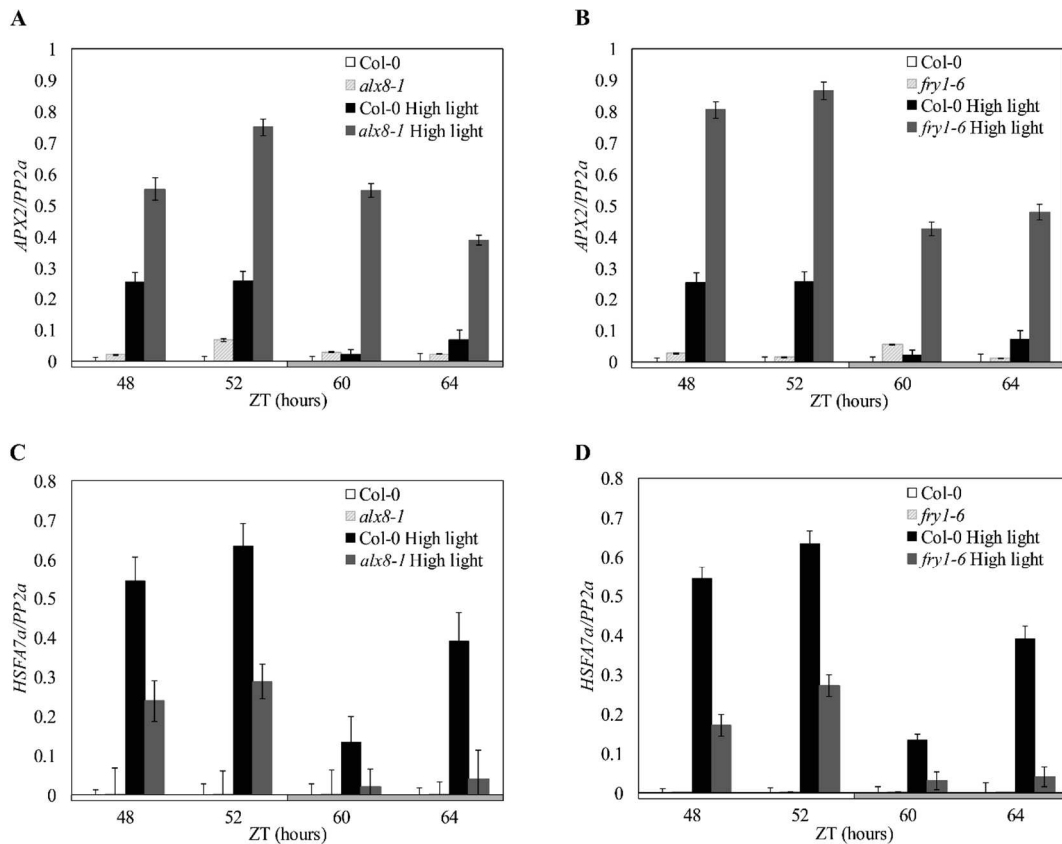 A
1
0.9
0.8
0.7
0.6
0.5
0.4
0.3
0.2
0.1
0
APX2/PP2a
Col-0
alx8-1
Col-0 High light
alx8-1 High light
48 52 60 64
ZT (hours)
B
1
0.9
0.8
0.7
0.6
0.5
0.4
0.3
0.2
0.1
0
APX2/PP2a
Col-0
fry1-6
Col-0 High light
fry1-6 High light
48 52 60 64
ZT (hours)
C
0.8
0.7
0.6
0.5
0.4
0.3
0.2
0.1
0
HSFA7a/PP2a
Col-0
alx8-1
Col-0 High light
alx8-1 High light
48 52 60 64
ZT (hours)
D
0.8
0.7
0.6
0.5
0.4
0.3
0.2
0.1
0
HSFA7a/PP2a
Col-0
fry1-6
Col-0 High light
fry1-6 High light
48 52 60 64
ZT (hours)